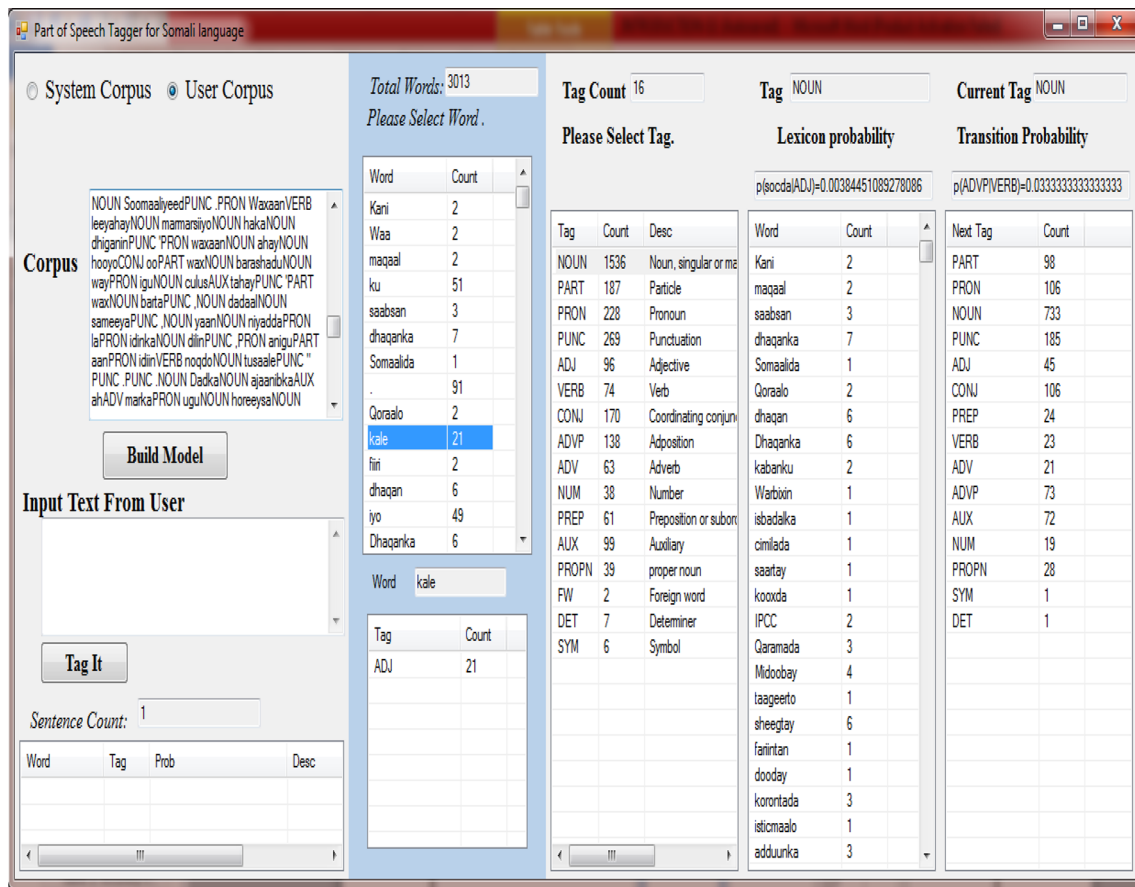 Part of Speech Tagger for Somali language
System Corpus User Corpus
Corpus
NOUN SoomaaliyeedPUNC .PRON WaxaanVERB
leeyahayNOUN mamarsiiyoNOUN hakaNOUN
dhiganinPUNC 'PRON waxaanNOUN ahayNOUN
hooyoCONJ ooPART waxNOUN barashaduNOUN
wayPRON iguNOUN culusAUX tahayPUNC 'PART
waxNOUN bartaPUNC ,NOUN dadaalNOUN
sameeyaPUNC ,NOUN yaanNOUN niyaddaPRON
laPRON idinkaNOUN dilinPUNC ,PRON aniguPART
aanPRON idiinVERB noqdoNOUN tusaalePUNC "
PUNC .PUNC .NOUN DadkaNOUN ajaanibkaAUX
ahADV markaPRON uguNOUN horeeysaNOUN
Build Model
Input Text From User
Tag It
Sentence Count: 1
Word Tag Prob Desc
Total Words: 3013
Please Select Word .
Word Count
Kani 2
Waa 2
maqaal 2
ku 51
saabsan 3
dhaqanka 7
Somaalida 1
. 91
Qoraalo 2
kale 21
fiiri 2
dhaqan 6
iyo 49
Dhaqanka 6
Word kale
Tag Count
ADJ 21
Tag Count 16
Please Select Tag.
Tag Count Desc
NOUN 1536 Noun, singular or ma
PART 187 Particle
PRON 228 Pronoun
PUNC 269 Punctuation
ADJ 96 Adjective
VERB 74 Verb
CONJ 170 Coordinating conjun
ADVP 138 Adposition
ADV 63 Adverb
NUM 38 Number
PREP 61 Preposition or subord
AUX 99 Auxiliary
PROPN 39 proper noun
FW 2 Foreign word
DET 7 Determiner
SYM 6 Symbol
Tag NOUN
Lexicon probability
p(socda|ADJ)=0.00384451089278086
Word Count
Kani 2
maqaal 2
saabsan 3
dhaqanka 7
Somaalida 1
Qoraalo 2
dhaqan 6
Dhaqanka 6
kabanku 2
Warbixin 1
isbadalka 1
cimilada 1
saartay 1
kooxda 1
IPCC 2
Qaramada 3
Midoobay 4
taageerto 1
sheegtay 6
fariintan 1
dooday 1
korontada 3
isticmaalo 1
adduunka 3
Current Tag NOUN
Transition Probability
p(ADVP|VERB)=0.0333333333333333
Next Tag Count
PART 98
PRON 106
NOUN 733
PUNC 185
ADJ 45
CONJ 106
PREP 24
VERB 23
ADV 21
ADVP 73
AUX 72
NUM 19
PROPN 28
SYM 1
DET 1